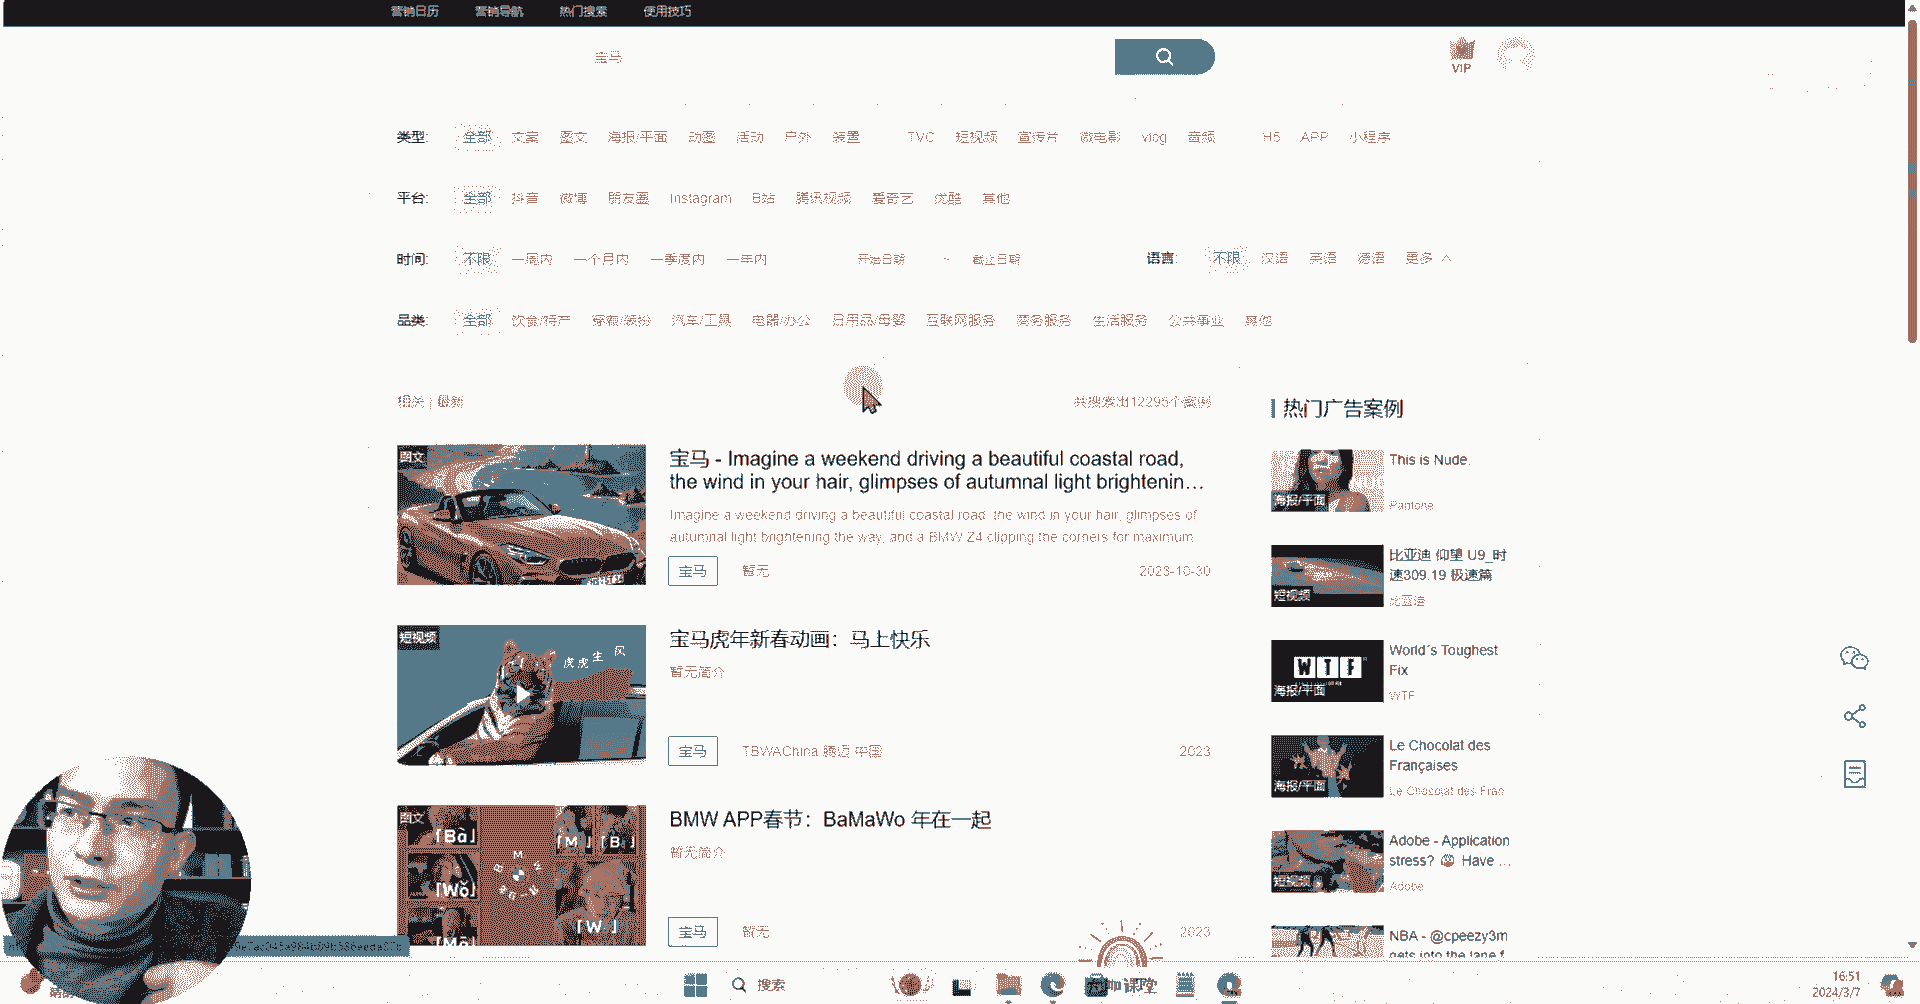 营销日历 营销导航 热门搜索 使用技巧
宝马
VIP
类型: 全部 文案 图文 海报/平面 动图 活动 户外 装置 TVC 短视频 宣传片 微电影 vlog 音频 H5 APP 小程序
平台: 全部 抖音 微博 朋友圈 Instagram B站 腾讯视频 爱奇艺 优酷 其他
时间: 不限 一周内 一个月内 一季度内 一年内 开始日期 ~ 截止日期 语言: 不限 汉语 英语 德语 更多
品类: 全部 饮食/特产 穿着/缤纷 汽车/工具 电器/办公 日用品/母婴 互联网服务 商务服务 生活服务 公共事业 其他
相关 | 最新
共搜索出12295个案例
图文
宝马 - Imagine a weekend driving a beautiful coastal road,
the wind in your hair, glimpses of autumnal light brightenin…
Imagine a weekend driving a beautiful coastal road, the wind in your hair, glimpses of
autumnal light brightening the way, and a BMW Z4 clipping the corners for maximum
宝马 暂无 2023-10-30
短视频
虎虎生风
宝马虎年新春动画：马上快乐
暂无简介
宝马 TBWAChina 腾迈 中国 2023
图文
「Bà」
「M」「B」
「Wǒ」
「W」
BMW APP春节：BaMaWo 年在一起
暂无简介
宝马 暂无 2023
热门广告案例
海报/平面
This is Nude.
Pantone
短视频
比亚迪 仰望 U9_时
速309.19 极速篇
比亚迪
WTF
海报/平面
World´s Toughest
Fix
WTF
海报/平面
Le Chocolat des
Françaises
Le Chocolat des Fran
短视频
Adobe - Application
stress? Have …
Adobe
NBA - @cpeezy3m
gets into the lane f
搜索
课堂
16:51
2024/3/7